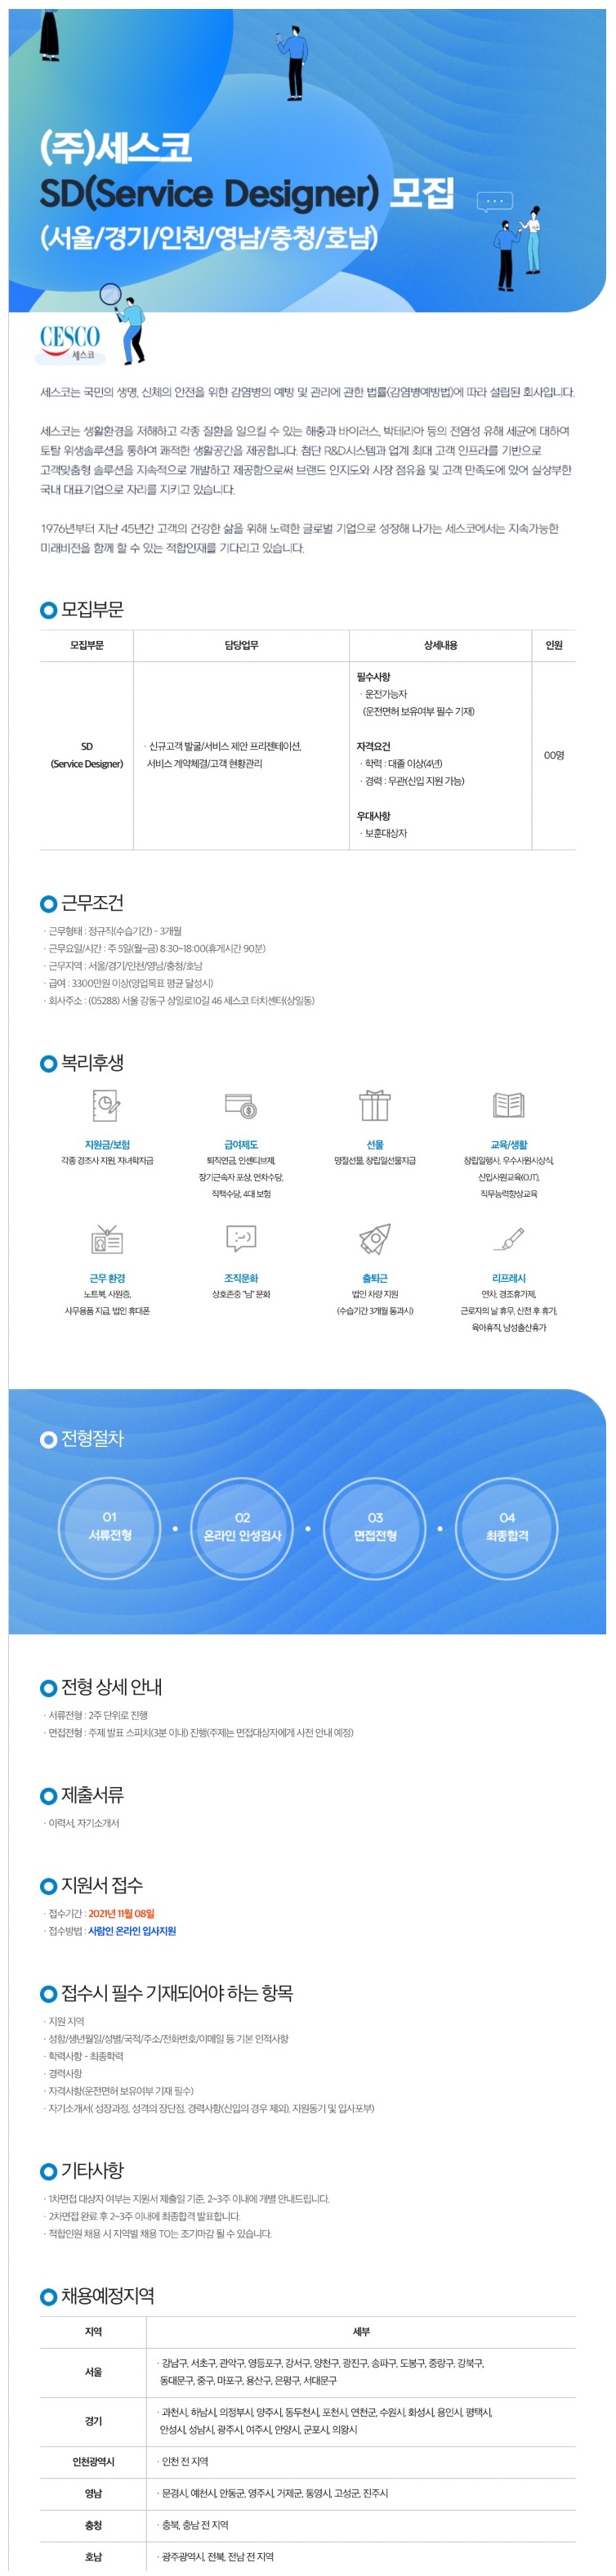 (주)세스코
SD(Service Designer) 모집
(서울/경기/인천/영남/충청/호남)
CESCO
세스코
세스코는 국민의 생명, 신체의 안전을 위한 감염병의 예방 및 관리에 관한 법률(감염병예방법)에 따라 설립된 회사입니다.
세스코는 생활환경을 저해하고 각종 질환을 일으킬 수 있는 해충과 바이러스, 박테리아 등의 전염성 유해 세균에 대하여
토탈 위생솔루션을 통하여 쾌적한 생활공간을 제공합니다. 첨단 R&D시스템과 업계 최대 고객 인프라를 기반으로
고객맞춤형 솔루션을 지속적으로 개발하고 제공함으로써 브랜드 인지도와 시장 점유율 및 고객 만족도에 있어 실상부한
국내 대표기업으로 자리를 지키고 있습니다.
1976년부터 지난 45년간 고객의 건강한 삶을 위해 노력한 글로벌 기업으로 성장해 나가는 세스코에서는 지속가능한
미래비전을 함께 할 수 있는 적합인재를 기다리고 있습니다.
모집부문
모집부문 담당업무 상세내용 인원
SD
(Service Designer)
· 신규고객 발굴/서비스 제안 프리젠테이션,
서비스 계약체결/고객 현황관리
필수사항
· 운전가능자
(운전면허 보유여부 필수 기재)
자격요건
· 학력 : 대졸 이상(4년)
· 경력 : 무관(신입 지원 가능)
우대사항
· 보훈대상자
00명
근무조건
· 근무형태 : 정규직(수습기간) - 3개월
· 근무요일/시간 : 주 5일(월~금) 8:30~18:00(휴게시간 90분)
· 근무지역 : 서울/경기/인천/영남/충청/호남
· 급여 : 3300만원 이상(영업목표 평균 달성시)
· 회사주소 : (05288) 서울 강동구 상일로10길 46 세스코 터치센터(상일동)
복리후생
지원금/보험
각종 경조사 지원, 자녀학자금
급여제도
퇴직연금, 인센티브제,
장기근속자 포상, 연차수당,
직책수당, 4대 보험
선물
명절선물, 창립일선물지급
교육/생활
창립일행사, 우수사원시상식,
신입사원교육(OJT),
직무능력향상교육
근무 환경
노트북, 사원증,
사무용품 지급, 법인 휴대폰
조직문화
상호존중 "님" 문화
출퇴근
법인 차량 지원
(수습기간 3개월 통과시)
리프레시
연차, 경조휴가제,
근로자의 날 휴무, 산전 후 휴가,
육아휴직, 남성출산휴가
전형절차
01
서류전형
02
온라인 인성검사
03
면접전형
04
최종합격
전형 상세 안내
· 서류전형 : 2주 단위로 진행
· 면접전형 : 주제 발표 스피치(3분 이내) 진행(주제는 면접대상자에게 사전 안내 예정)
제출서류
· 이력서, 자기소개서
지원서 접수
· 접수기간 : 2021년 11월 08일
· 접수방법 : 사람인 온라인 입사지원
접수시 필수 기재되어야 하는 항목
· 지원 지역
· 성함/생년월일/성별/국적/주소/전화번호/이메일 등 기본 인적사항
· 학력사항 - 최종학력
· 경력사항
· 자격사항(운전면허 보유여부 기재 필수)
· 자기소개서( 성장과정, 성격의 장단점, 경력사항(신입의 경우 제외), 지원동기 및 입사포부)
기타사항
· 1차면접 대상자 여부는 지원서 제출일 기준, 2~3주 이내에 개별 안내드립니다.
· 2차면접 완료 후 2~3주 이내에 최종합격 발표합니다.
· 적합인원 채용 시 지역별 채용 TO는 조기마감 될 수 있습니다.
채용예정지역
지역 세부
서울
· 강남구, 서초구, 관악구, 영등포구, 강서구, 양천구, 광진구, 송파구, 도봉구, 중랑구, 강북구,
동대문구, 중구, 마포구, 용산구, 은평구, 서대문구
경기
· 과천시, 하남시, 의정부시, 양주시, 동두천시, 포천시, 연천군, 수원시, 화성시, 용인시, 평택시,
안성시, 성남시, 광주시, 여주시, 안양시, 군포시, 의왕시
인천광역시 · 인천 전 지역
영남 · 문경시, 예천시, 안동군, 영주시, 거제군, 통영시, 고성군, 진주시
충청 · 충북, 충남 전 지역
호남 · 광주광역시, 전북, 전남 전 지역